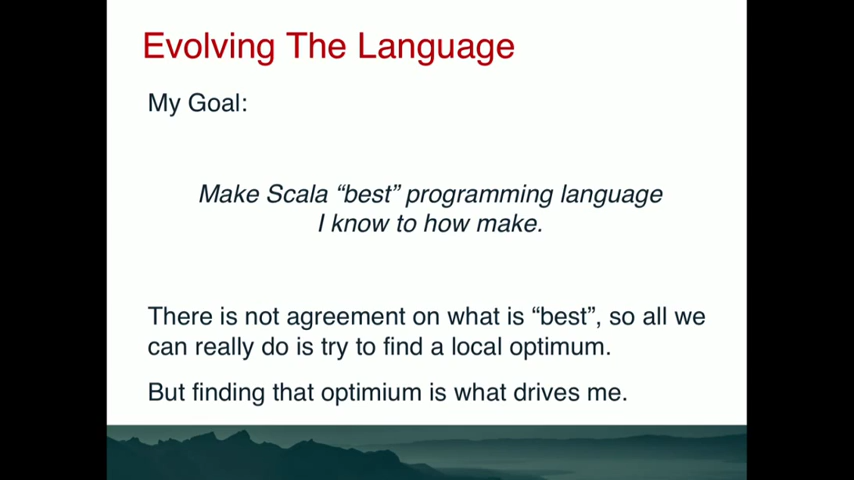 Evolving The Language
My Goal:
Make Scala “best” programming language
I know to how make.
There is not agreement on what is “best”, so all we
can really do is try to find a local optimum.
But finding that optimium is what drives me.